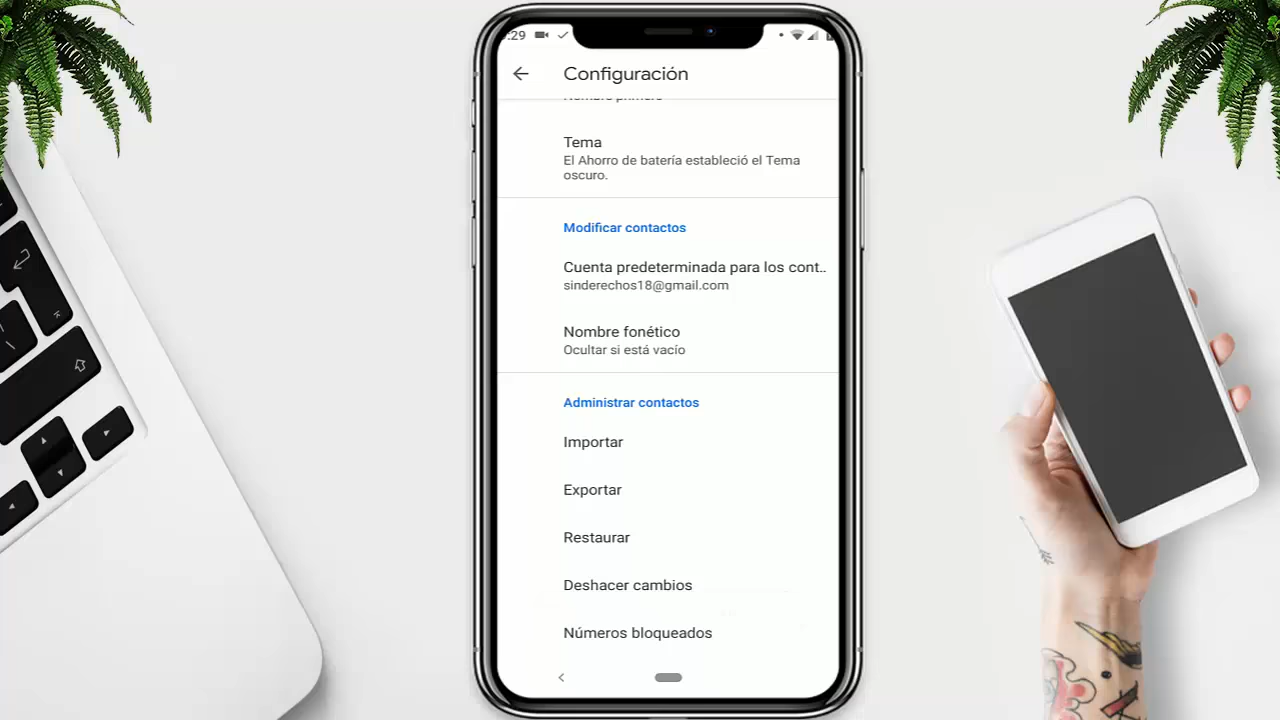 :29
Configuración
Nombre primero
Tema
El Ahorro de batería estableció el Tema
oscuro.
Modificar contactos
Cuenta predeterminada para los cont..
sinderechos18@gmail.com
Nombre fonético
Ocultar si está vacío
Administrar contactos
Importar
Exportar
Restaurar
Deshacer cambios
Números bloqueados